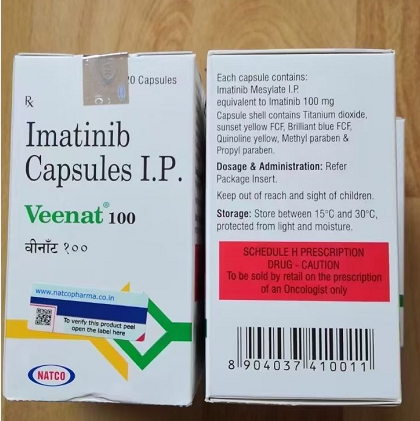 20 Capsules
Rx
Imatinib
Capsules I.P.
Veenat® 100
वीनॅट १००
www.natcopharma.co.in
To verify this product peel
open the label here
NATCO
Each capsule contains:
Imatinib Mesylate I.P.
equivalent to Imatinib 100 mg
Capsule shell contains Titanium dioxide,
sunset yellow FCF, Brilliant blue FCF,
Quinoline yellow, Methyl paraben &
Propyl paraben.
Dosage & Administration: Refer
Package Insert.
Keep out of reach and sight of children.
Storage: Store between 15°C and 30°C,
protected from light and moisture.
SCHEDULE H PRESCRIPTION
DRUG - CAUTION
To be sold by retail on the prescription
of an Oncologist only
8 904037 410011